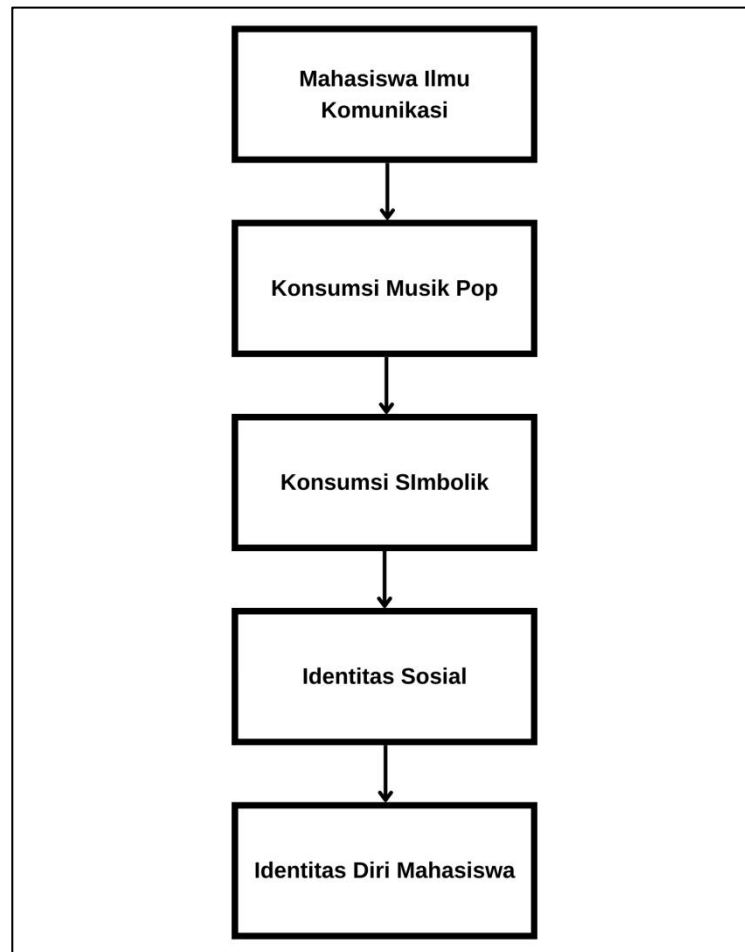 Mahasiswa Ilmu
Komunikasi
Konsumsi Musik Pop
Konsumsi SImbolik
Identitas Sosial
Identitas Diri Mahasiswa